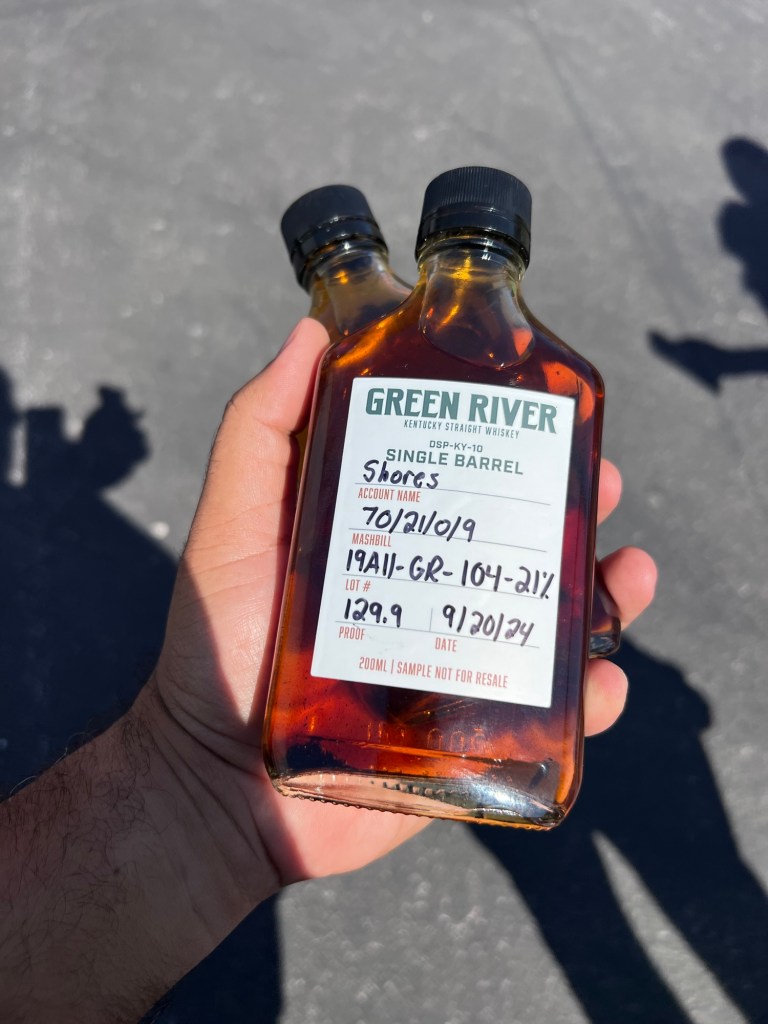 GREEN RIVER
KENTUCKY STRAIGHT WHISKEY
DSP-KY-10
SINGLE BARREL
Shores
ACCOUNT NAME
70/21/0/9
MASHBILL
19A11-GR-104-21%
LOT #
129.9 | 9/20/24
PROOF DATE
200ML | SAMPLE NOT FOR RESALE